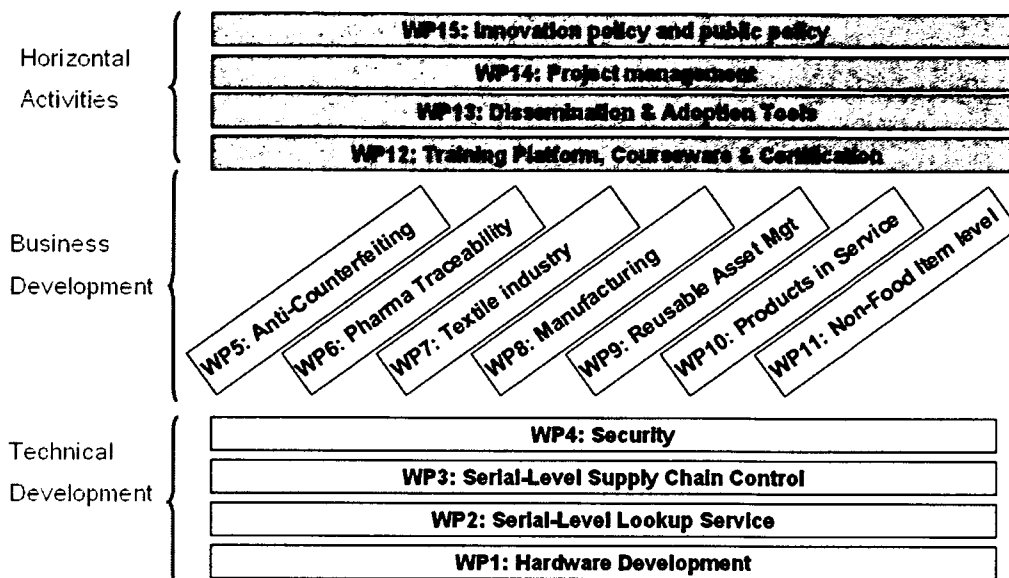 Horizontal
Activities
WP15: Innovation policy and public policy
WP14: Project management
WP13: Dissemination & Adoption Tools
WP12: Training Platform, Courseware & Certification
Business
Development
WP5: Anti-Counterfeiting
WP6: Pharma Traceability
WP7: Textile industry
WP8: Manufacturing
WP9: Reusable Asset Mgt
WP10: Products in Service
WP11: Non-Food Item level
Technical
Development
WP4: Security
WP3: Serial-Level Supply Chain Control
WP2: Serial-Level Lookup Service
WP1: Hardware Development